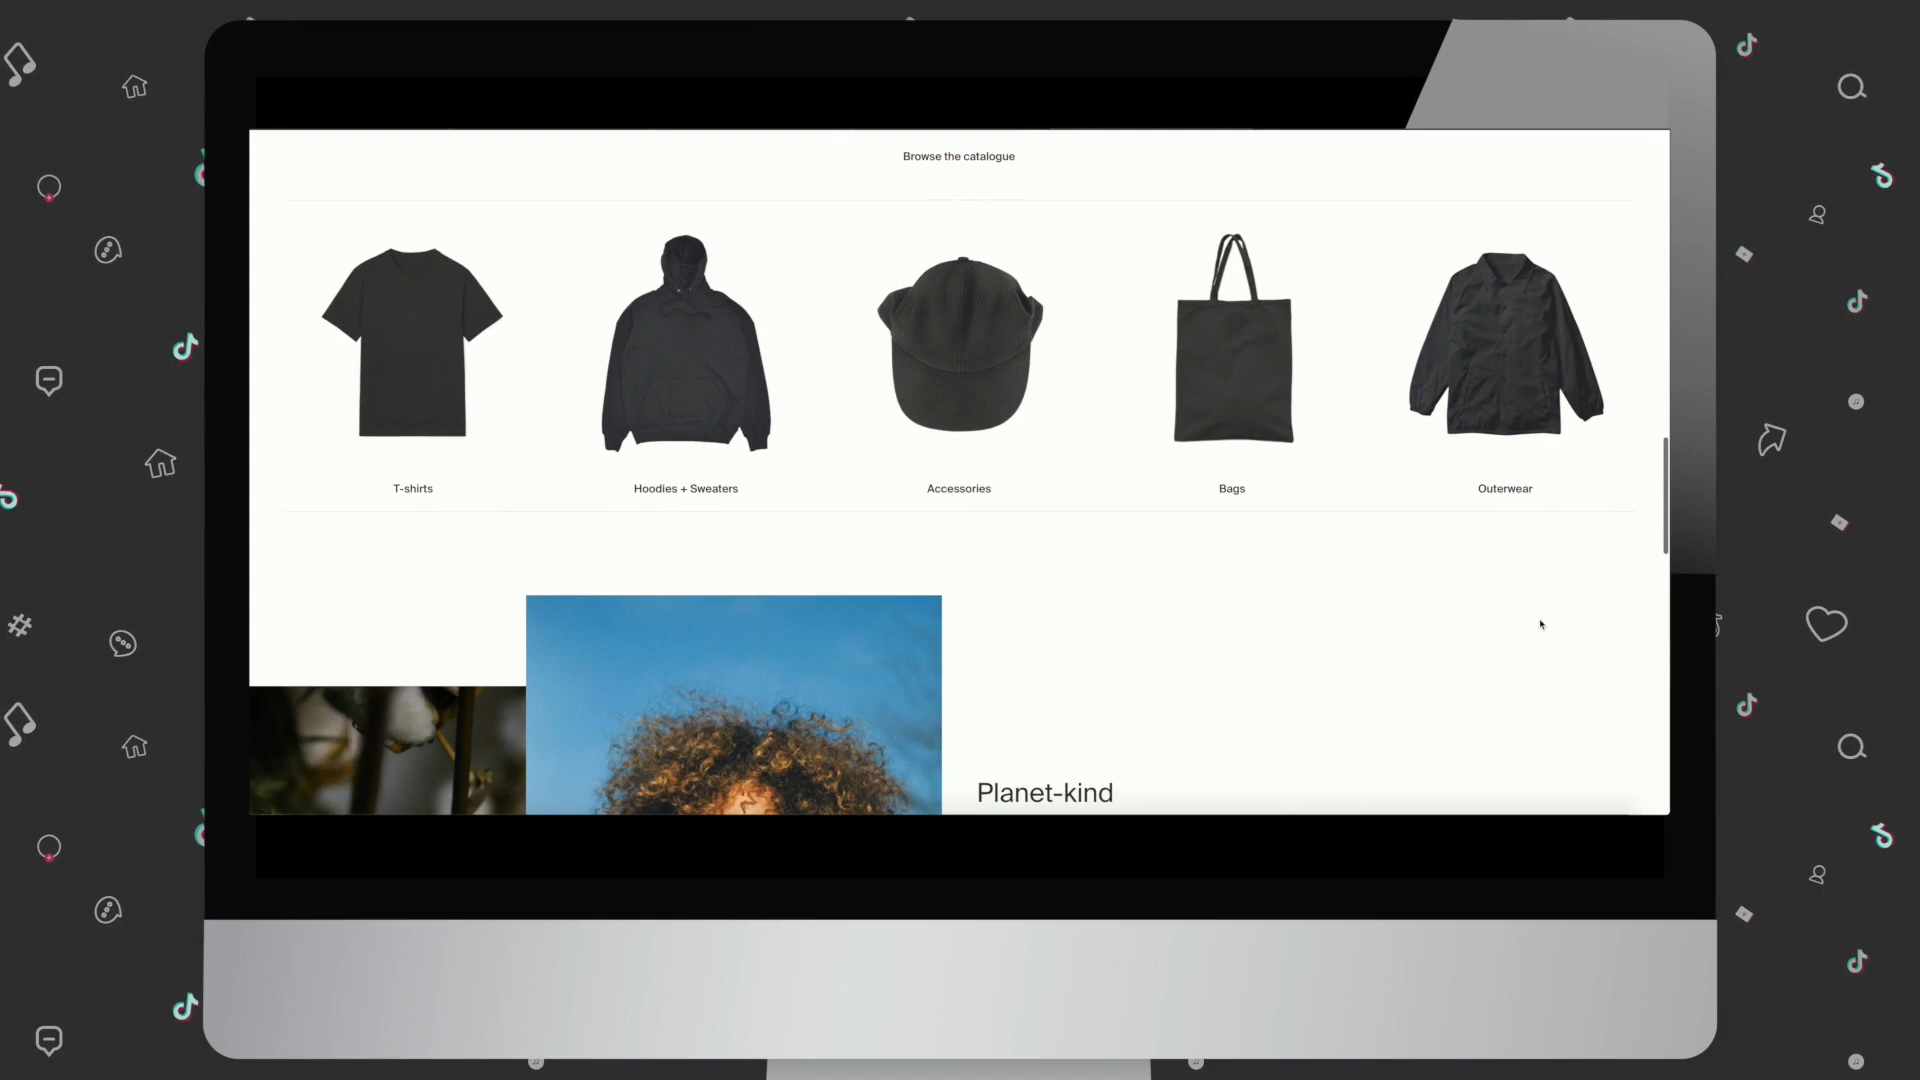 Browse the catalogue
T-shirts
Hoodies + Sweaters
Accessories
Bags
Outerwear
Planet-kind